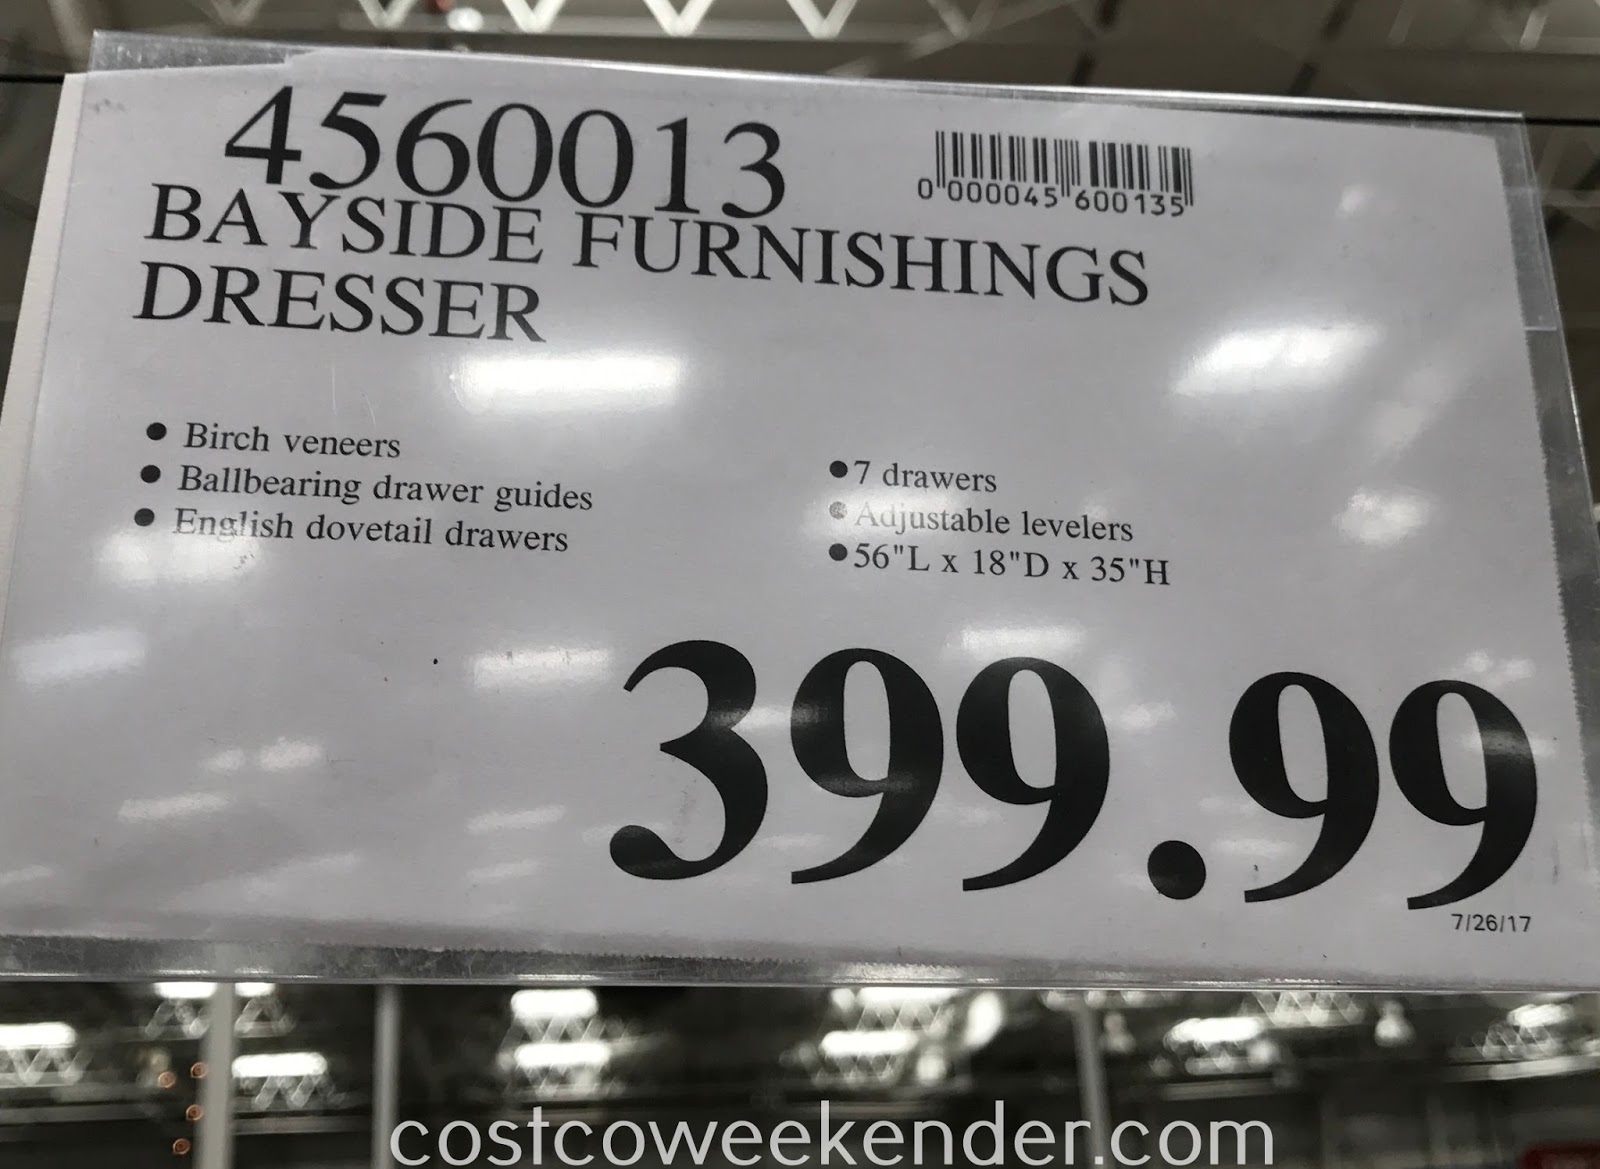 4560013
0 000045 600135
BAYSIDE FURNISHINGS
DRESSER
● Birch veneers
● Ballbearing drawer guides
● English dovetail drawers
● 7 drawers
● Adjustable levelers
● 56"L x 18"D x 35"H
399.99
7/26/17
costcoweekender.com